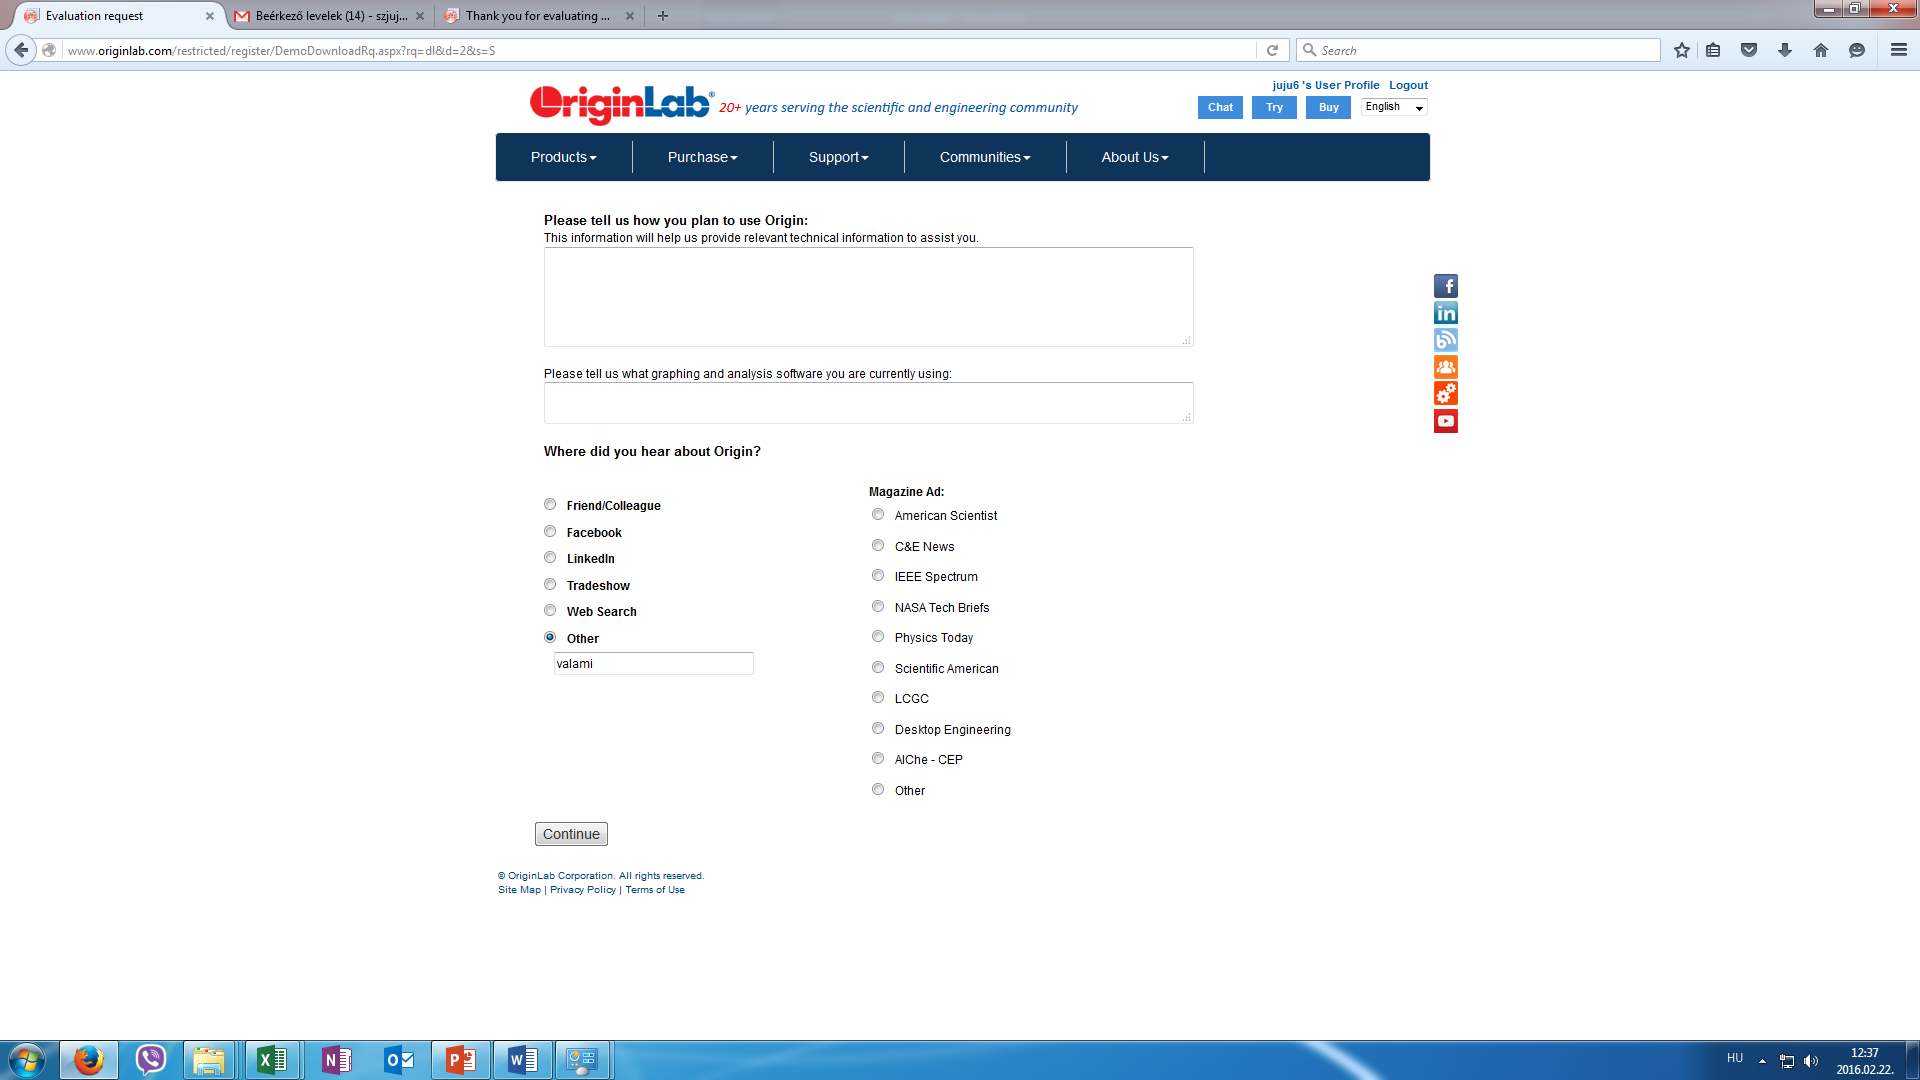 Evaluation request
Beérkező levelek (14) - szjuj...
Thank you for evaluating ...
www.originlab.com/restricted/register/DemoDownloadRq.aspx?rq=dl&d=2&s=S
Search
juju6 's User Profile Logout
OriginLab® 20+ years serving the scientific and engineering community
Chat Try Buy English
Products Purchase Support Communities About Us
Please tell us how you plan to use Origin:
This information will help us provide relevant technical information to assist you.
Please tell us what graphing and analysis software you are currently using:
Where did you hear about Origin?
Friend/Colleague
Facebook
LinkedIn
Tradeshow
Web Search
Other
valami
Magazine Ad:
American Scientist
C&E News
IEEE Spectrum
NASA Tech Briefs
Physics Today
Scientific American
LCGC
Desktop Engineering
AIChe - CEP
Other
Continue
© OriginLab Corporation. All rights reserved.
Site Map | Privacy Policy | Terms of Use
HU
12:37
2016.02.22.